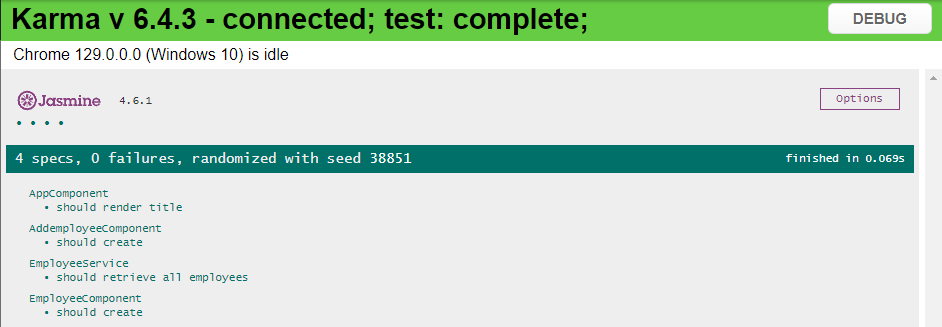 Karma v 6.4.3 - connected; test: complete;
DEBUG
Chrome 129.0.0.0 (Windows 10) is idle
Jasmine 4.6.1
Options
• • • •
4 specs, 0 failures, randomized with seed 38851
finished in 0.069s
AppComponent
• should render title
AddemployeeComponent
• should create
EmployeeService
• should retrieve all employees
EmployeeComponent
• should create